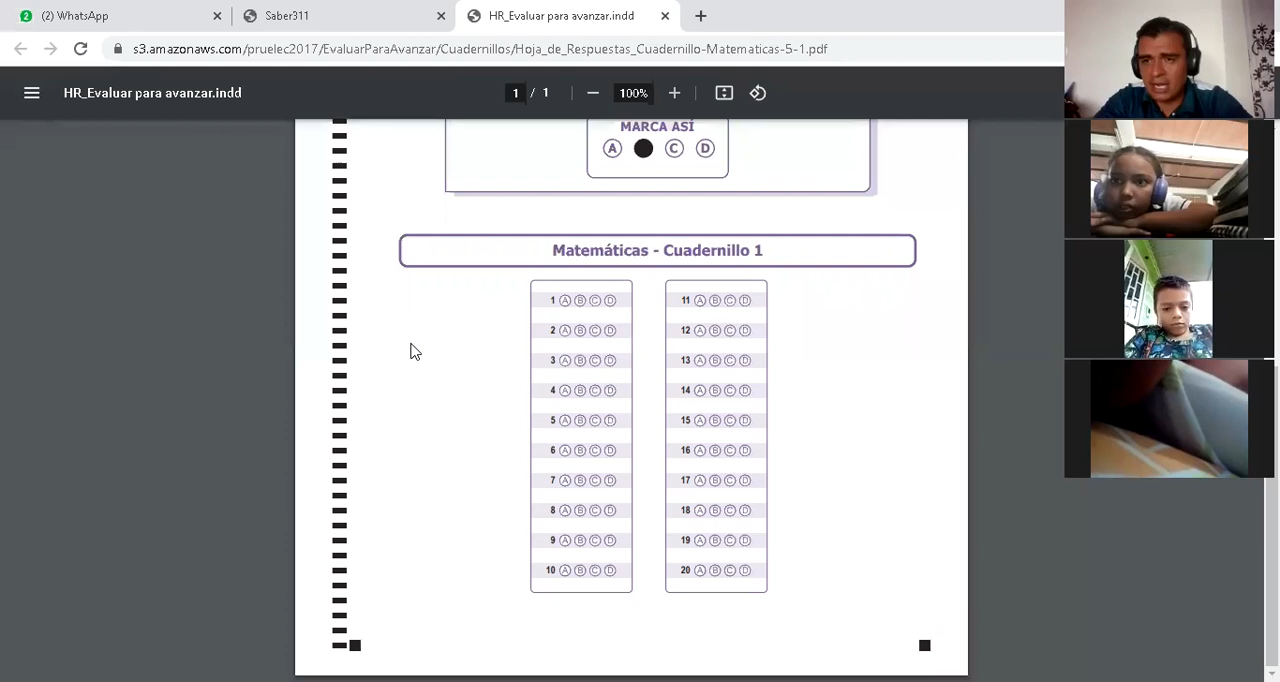 2 (2) WhatsApp
Saber311
HR_Evaluar para avanzar.indd
s3.amazonaws.com/pruelec2017/EvaluarParaAvanzar/Cuadernillos/Hoja_de_Respuestas_Cuadernillo-Matematicas-5-1.pdf
HR_Evaluar para avanzar.indd
1 / 1
100%
MARCA ASÍ
A C D
Matemáticas - Cuadernillo 1
1 A B C D
2 A B C D
3 A B C D
4 A B C D
5 A B C D
6 A B C D
7 A B C D
8 A B C D
9 A B C D
10 A B C D
11 A B C D
12 A B C D
13 A B C D
14 A B C D
15 A B C D
16 A B C D
17 A B C D
18 A B C D
19 A B C D
20 A B C D